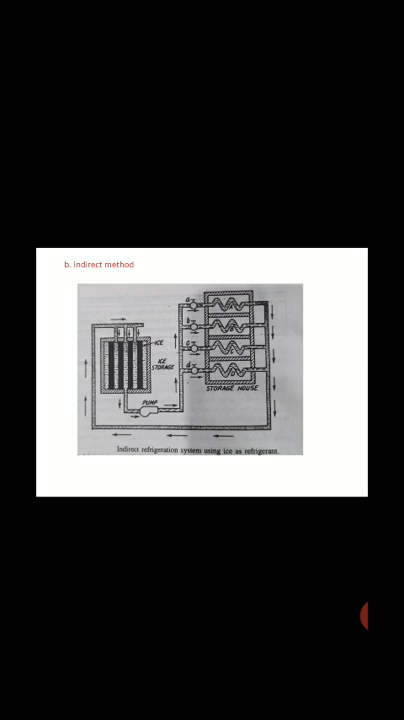 b. Indirect method
a
b
c
d
ICE
ICE
STORAGE
PUMP
STORAGE HOUSE
Indirect refrigeration system using ice as refrigerant.